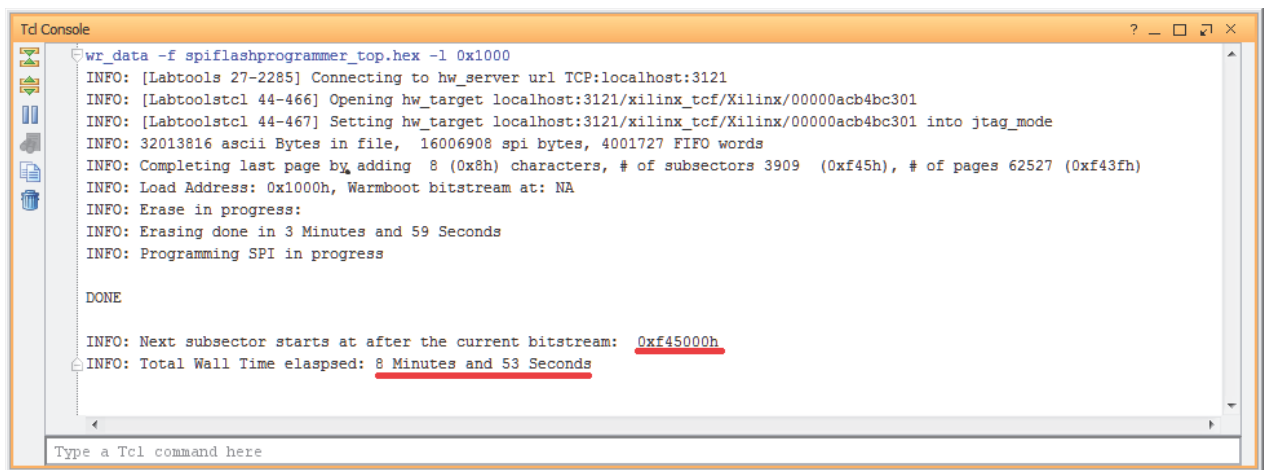 Tcl Console
wr_data -f spiflashprogrammer_top.hex -l 0x1000
INFO: [Labtools 27-2285] Connecting to hw_server url TCP:localhost:3121
INFO: [Labtoolstcl 44-466] Opening hw_target localhost:3121/xilinx_tcf/Xilinx/00000acb4bc301
INFO: [Labtoolstcl 44-467] Setting hw_target localhost:3121/xilinx_tcf/Xilinx/00000acb4bc301 into jtag_mode
INFO: 32013816 ascii Bytes in file,  16006908 spi bytes, 4001727 FIFO words
INFO: Completing last page by adding  8 (0x8h) characters, # of subsectors 3909  (0xf45h), # of pages 62527 (0xf43fh)
INFO: Load Address: 0x1000h, Warmboot bitstream at: NA
INFO: Erase in progress:
INFO: Erasing done in 3 Minutes and 59 Seconds
INFO: Programming SPI in progress
DONE
INFO: Next subsector starts at after the current bitstream:  0xf45000h
INFO: Total Wall Time elaspsed: 8 Minutes and 53 Seconds
Type a Tcl command here